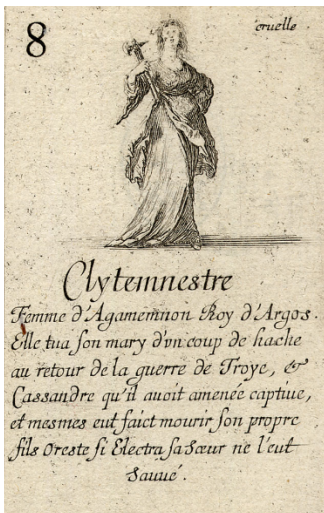 8
cruelle
Clytemnestre
Femme d'Agamemnon Roy d'Argos.
Elle tua son mary d'vn coup de hache
au retour de la guerre de Troye, &
Cassandre qu'il auoit amenée captiue,
et mesmes eut faict mourir son propre
fils Oreste si Electra sa sœur ne l'eut
sauué.